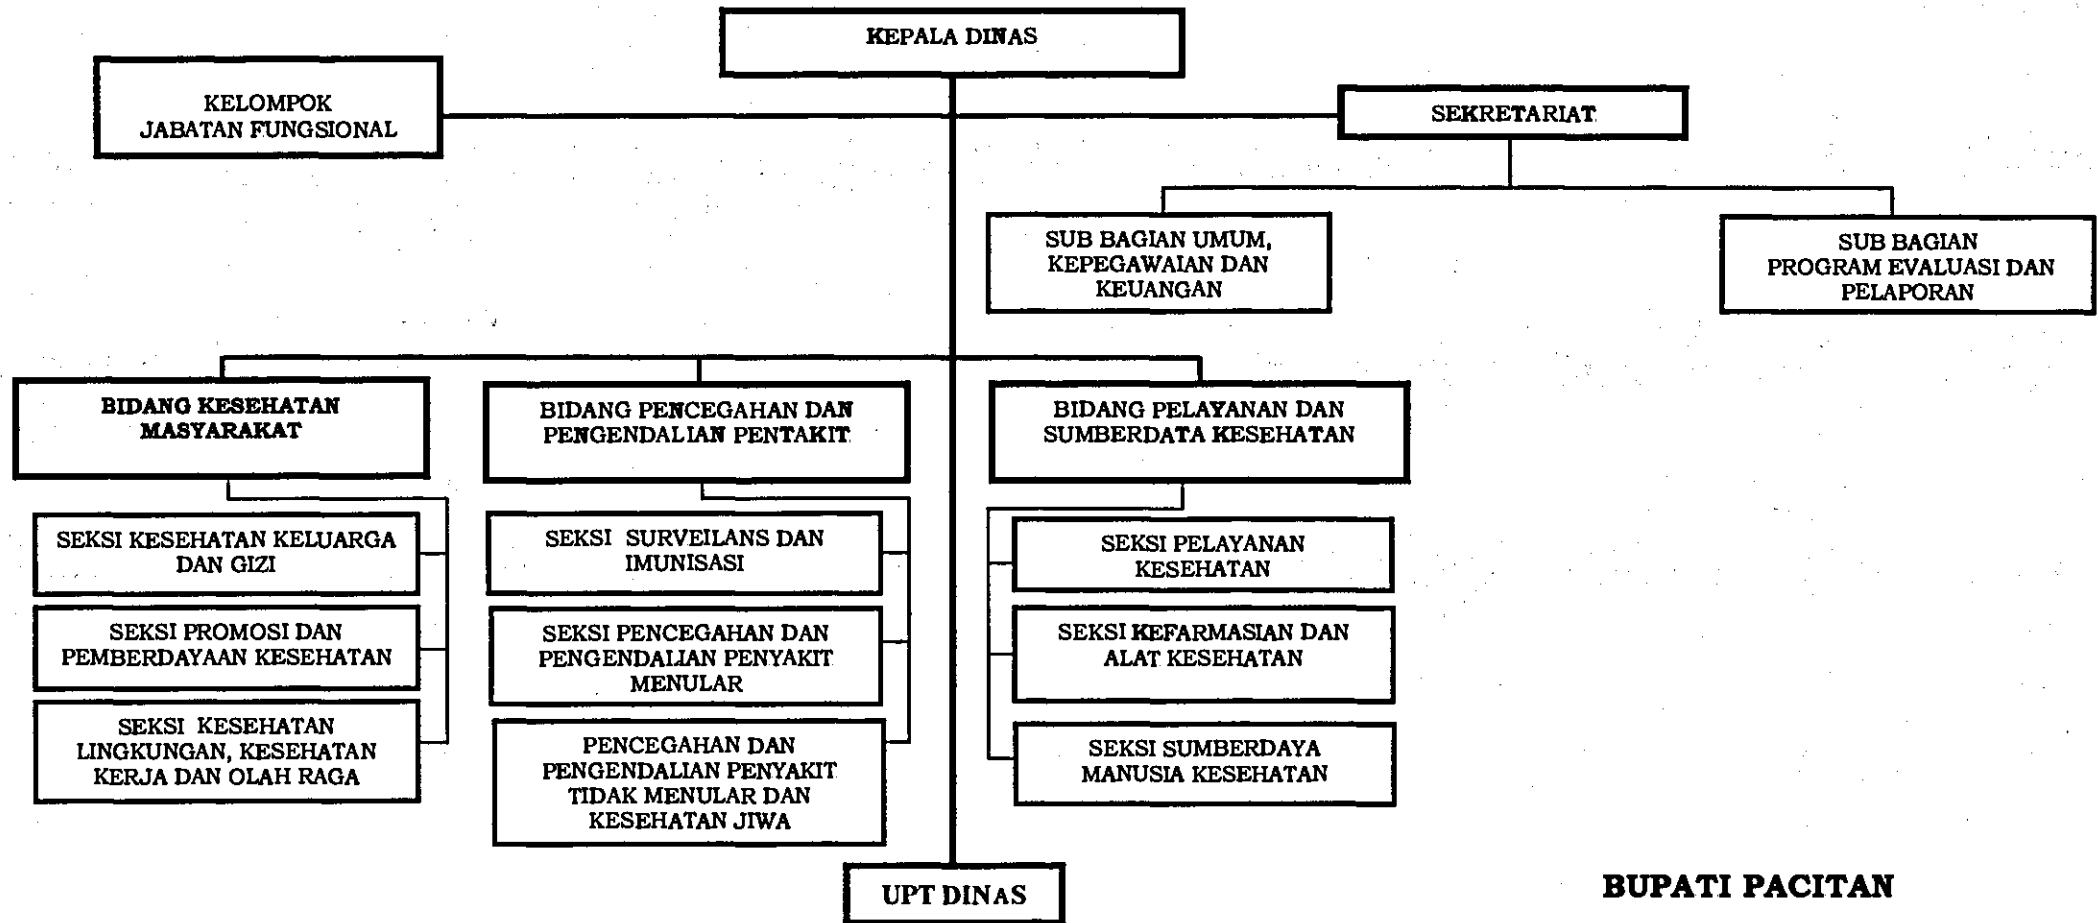 KEPALA DINAS
KELOMPOK
JABATAN FUNGSIONAL
SEKRETARIAT
SUB BAGIAN UMUM,
KEPEGAWAIAN DAN
KEUANGAN
SUB BAGIAN
PROGRAM EVALUASI DAN
PELAPORAN
BIDANG KESEHATAN
MASYARAKAT
SEKSI KESEHATAN KELUARGA
DAN GIZI
SEKSI PROMOSI DAN
PEMBERDAYAAN KESEHATAN
SEKSI KESEHATAN
LINGKUNGAN, KESEHATAN
KERJA DAN OLAH RAGA
BIDANG PENCEGAHAN DAN
PENGENDALIAN PENTAKIT
SEKSI SURVEILANS DAN
IMUNISASI
SEKSI PENCEGAHAN DAN
PENGENDALIAN PENYAKIT
MENULAR
PENCEGAHAN DAN
PENGENDALIAN PENYAKIT
TIDAK MENULAR DAN
KESEHATAN JIWA
BIDANG PELAYANAN DAN
SUMBERDATA KESEHATAN
SEKSI PELAYANAN
KESEHATAN
SEKSI KEFARMASIAN DAN
ALAT KESEHATAN
SEKSI SUMBERDAYA
MANUSIA KESEHATAN
UPT DINAS
BUPATI PACITAN